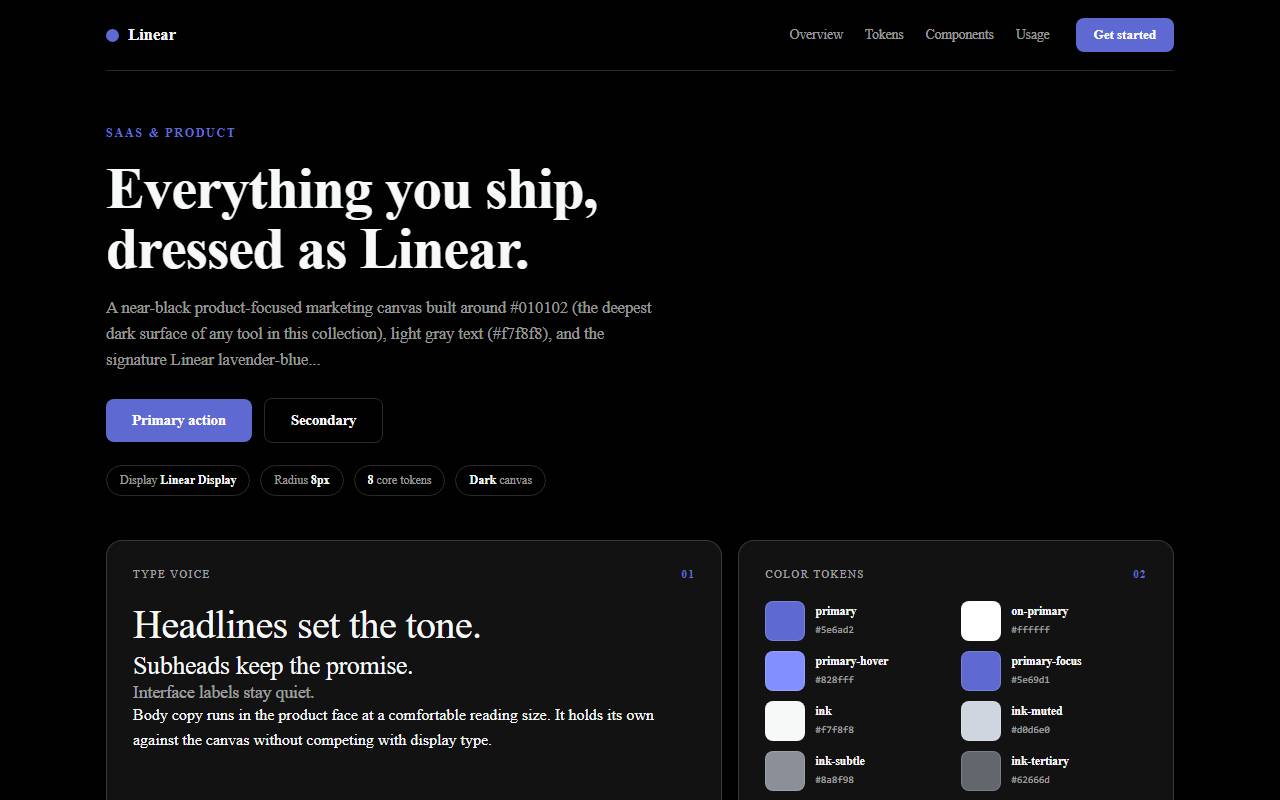 Linear
Overview Tokens Components Usage Get started
SAAS & PRODUCT
Everything you ship,
dressed as Linear.
A near-black product-focused marketing canvas built around #010102 (the deepest
dark surface of any tool in this collection), light gray text (#f7f8f8), and the
signature Linear lavender-blue...
Primary action
Secondary
Display Linear Display
Radius 8px
8 core tokens
Dark canvas
TYPE VOICE
01
Headlines set the tone.
Subheads keep the promise.
Interface labels stay quiet.
Body copy runs in the product face at a comfortable reading size. It holds its own
against the canvas without competing with display type.
COLOR TOKENS
02
primary
#5e6ad2
on-primary
#ffffff
primary-hover
#828fff
primary-focus
#5e69d1
ink
#f7f8f8
ink-muted
#d0d6e0
ink-subtle
#8a8f98
ink-tertiary
#62666d